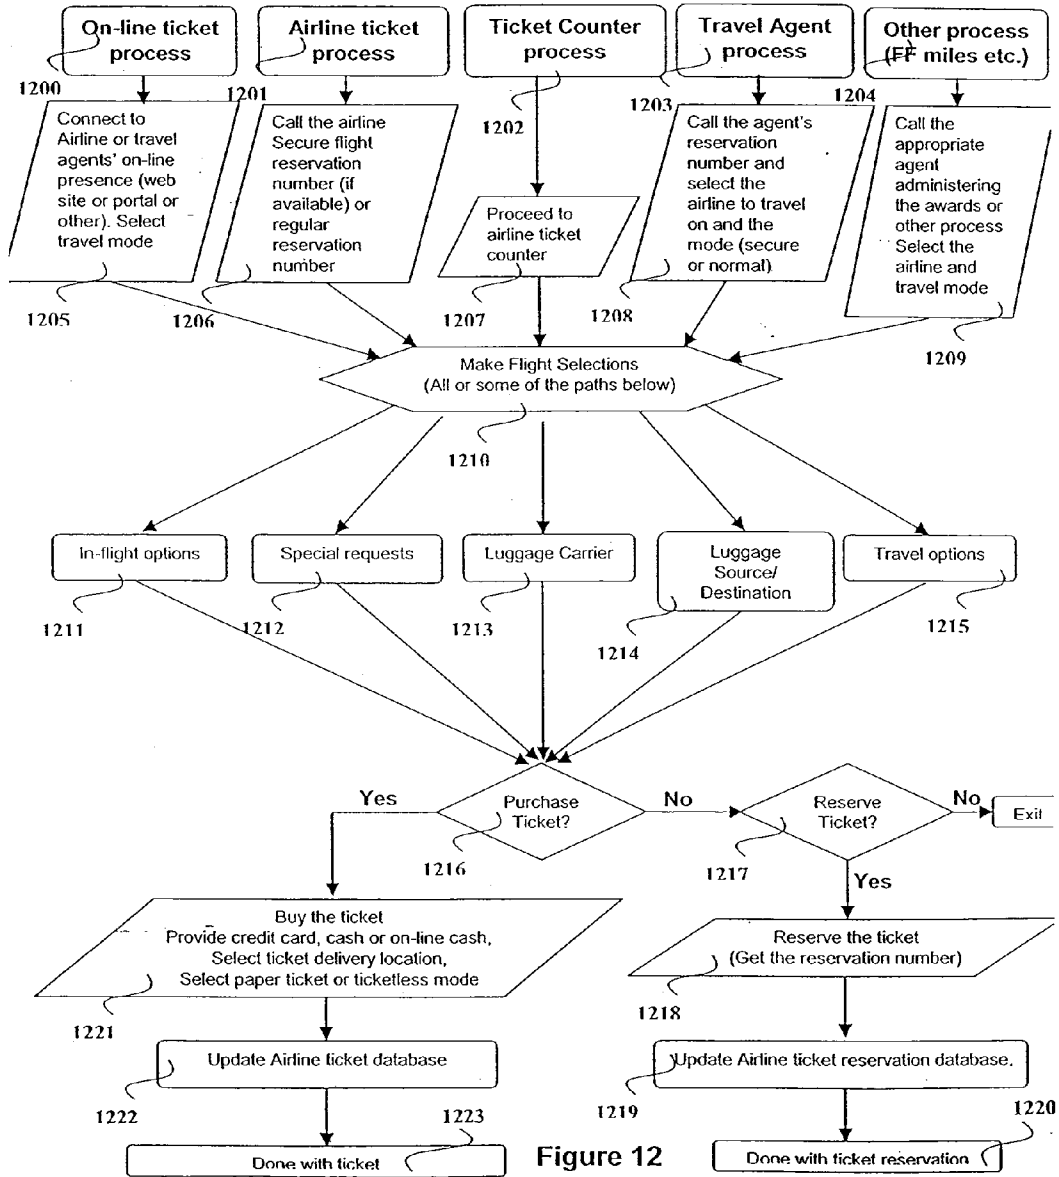 On-line ticket
process
Airline ticket
process
Ticket Counter
process
Travel Agent
process
Other process
(FF miles etc.)
1200
1201
1202
1203
1204
Connect to
Airline or travel
agents' on-line
presence (web
site or portal or
other). Select
travel mode
Call the airline
Secure flight
reservation
number (if
available) or
regular
reservation
number
Proceed to
airline ticket
counter
Call the agent's
reservation
number and
select the
airline to travel
on and the
mode (secure
or normal).
Call the
appropriate
agent
administering
the awards or
other process
Select the
airline and
travel mode
1205
1206
1207
1208
1209
Make Flight Selections
(All or some of the paths below)
1210
In-flight options
Special requests
Luggage Carrier
Luggage
Source/
Destination
Travel options
1211
1212
1213
1214
1215
Yes
Purchase
Ticket?
No
Reserve
Ticket?
No
Exit
1216
1217
Yes
Buy the ticket
Provide credit card, cash or on-line cash,
Select ticket delivery location,
Select paper ticket or ticketless mode
Reserve the ticket
(Get the reservation number)
1221
1218
Update Airline ticket database
Update Airline ticket reservation database.
1222
1223
1219
1220
Done with ticket
Figure 12
Done with ticket reservation